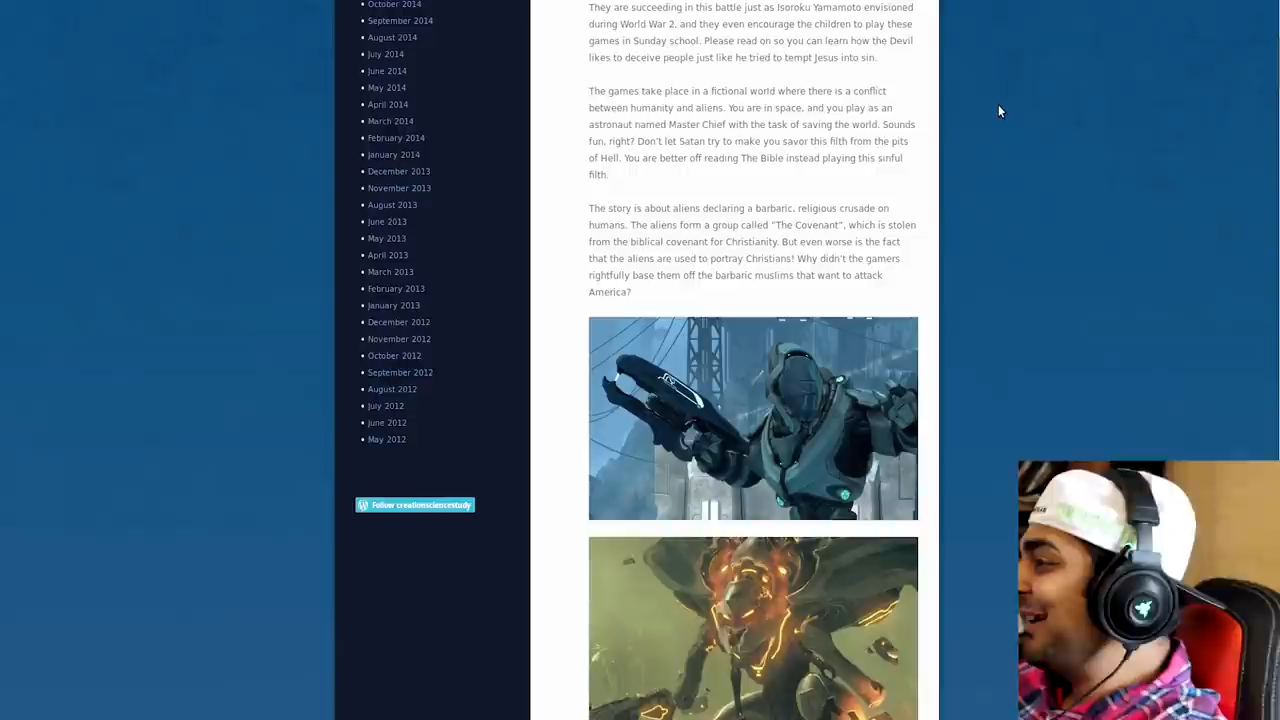 October 2014
September 2014
August 2014
July 2014
June 2014
May 2014
April 2014
March 2014
February 2014
January 2014
December 2013
November 2013
August 2013
June 2013
May 2013
April 2013
March 2013
February 2013
January 2013
December 2012
November 2012
October 2012
September 2012
August 2012
July 2012
June 2012
May 2012
Follow creationsciencestudy
They are succeeding in this battle just as Isoroku Yamamoto envisioned
during World War 2, and they even encourage the children to play these
games in Sunday school. Please read on so you can learn how the Devil
likes to deceive people just like he tried to tempt Jesus into sin.
The games take place in a fictional world where there is a conflict
between humanity and aliens. You are in space, and you play as an
astronaut named Master Chief with the task of saving the world. Sounds
fun, right? Don't let Satan try to make you savor this filth from the pits
of Hell. You are better off reading The Bible instead playing this sinful
filth.
The story is about aliens declaring a barbaric, religious crusade on
humans. The aliens form a group called "The Covenant", which is stolen
from the biblical covenant for Christianity. But even worse is the fact
that the aliens are used to portray Christians! Why didn't the gamers
rightfully base them off the barbaric muslims that want to attack
America?